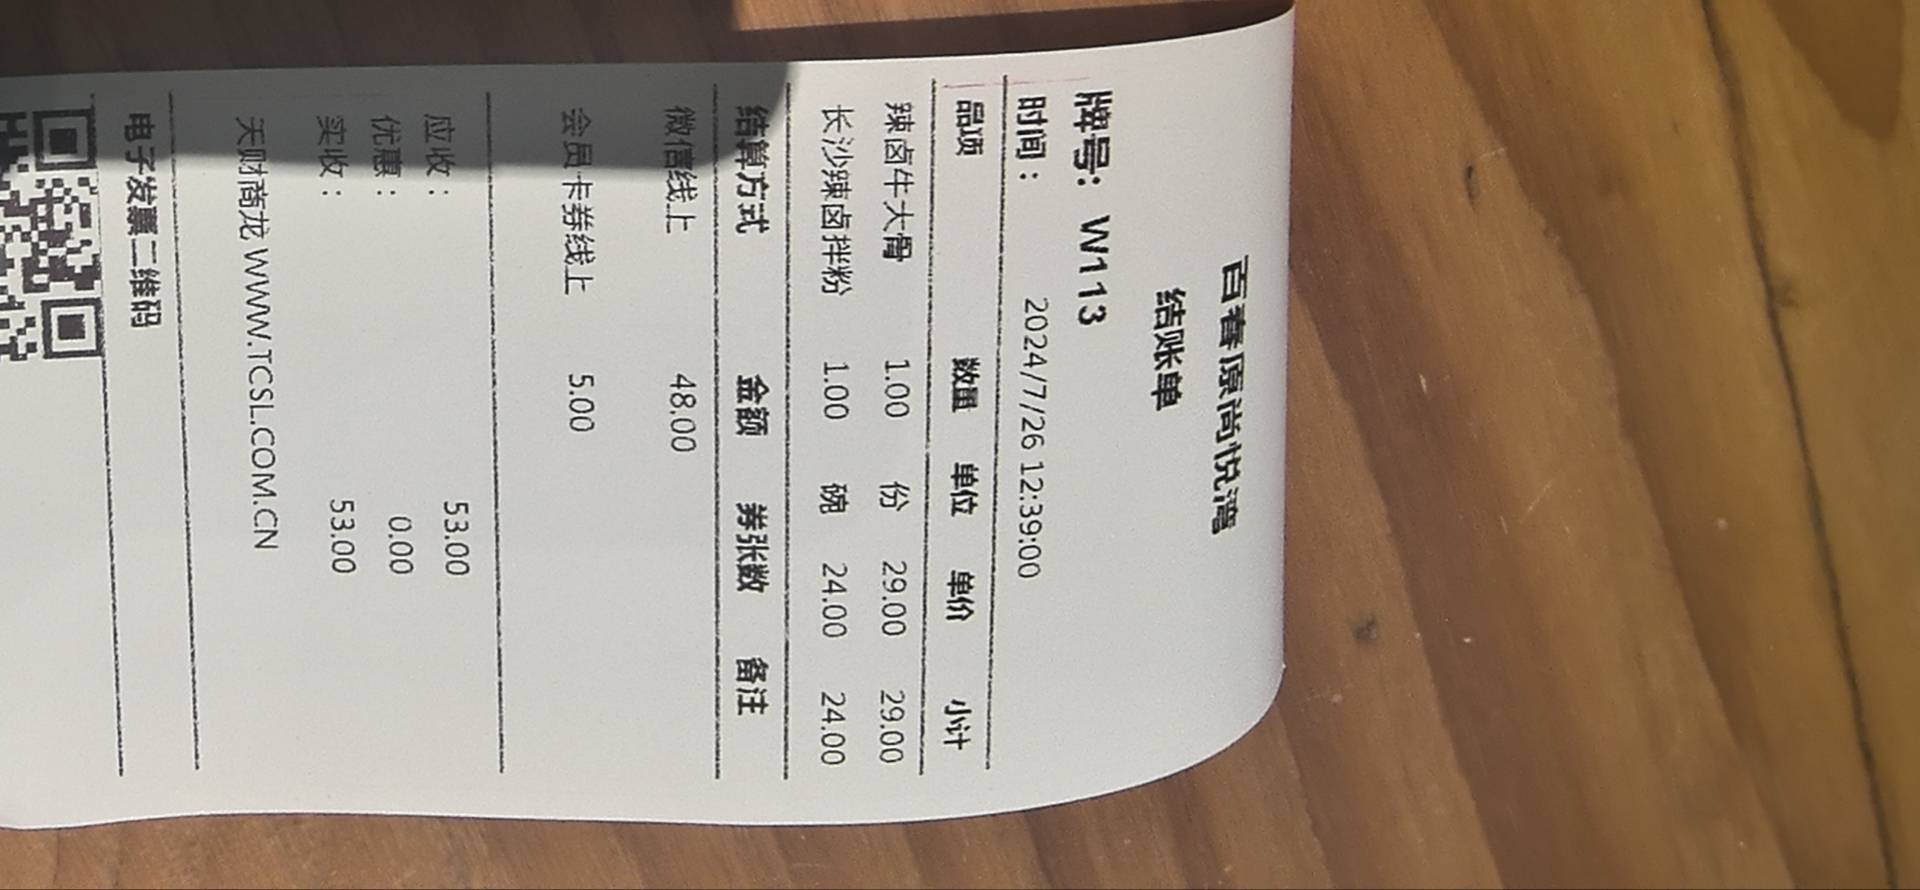 百春原尚悦湾
结账单
牌号：W113
时间： 2024/7/26 12:39:00
品项 数量 单位 单价 小计
辣卤牛大骨 1.00 份 29.00 29.00
长沙辣卤拌粉 1.00 碗 24.00 24.00
结算方式 金额 券张数 备注
微信线上 48.00
会员卡券线上 5.00
应收： 53.00
优惠： 0.00
实收： 53.00
天财商龙 WWW.TCSL.COM.CN
电子发票二维码